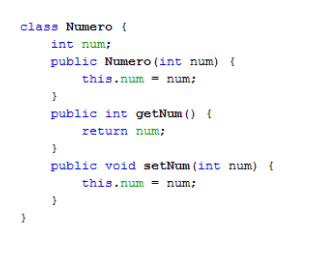 class Numero {
    int num;
    public Numero(int num) {
        this.num = num;
    }
    public int getNum() {
        return num;
    }
    public void setNum(int num) {
        this.num = num;
    }
}